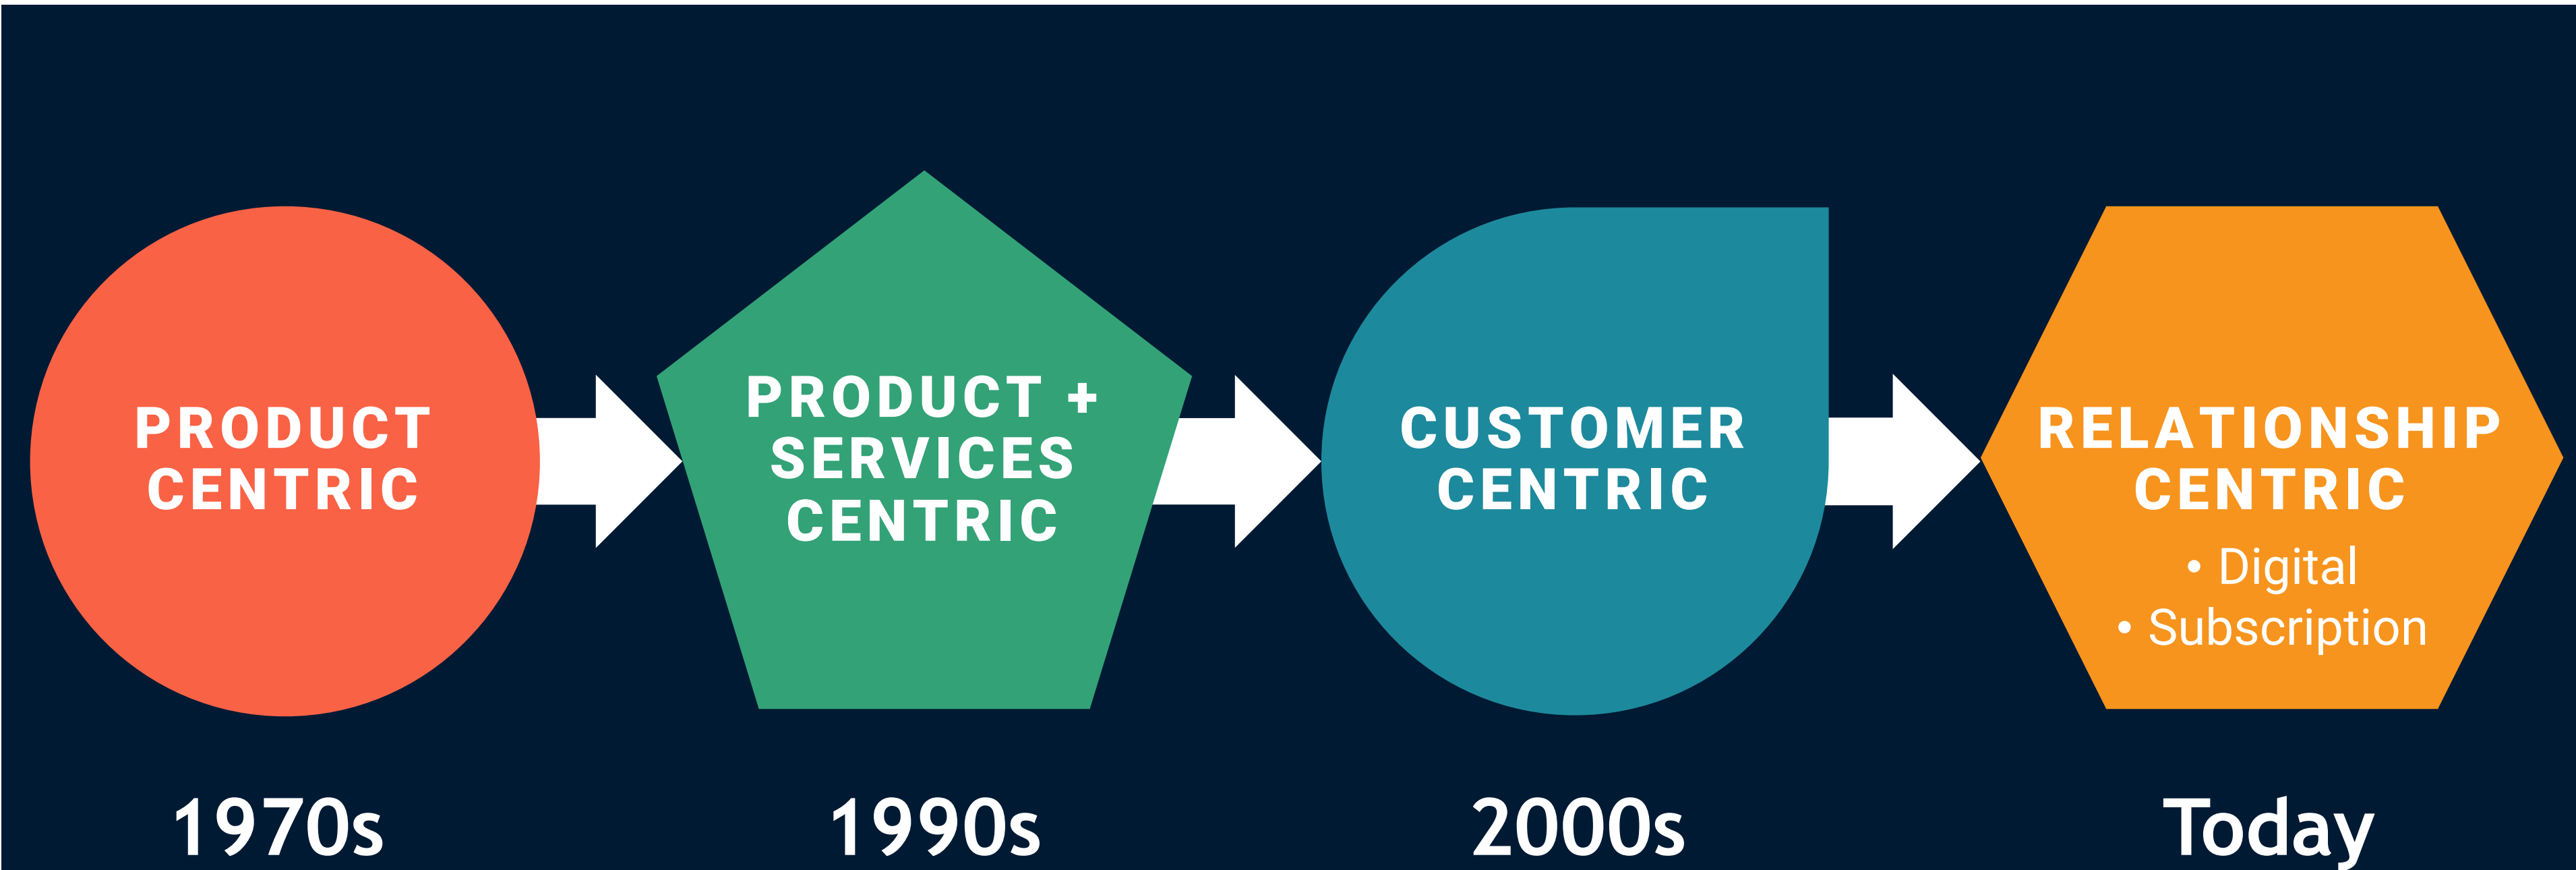 PRODUCT
CENTRIC
PRODUCT +
SERVICES
CENTRIC
CUSTOMER
CENTRIC
RELATIONSHIP
CENTRIC
• Digital
• Subscription
1970s
1990s
2000s
Today